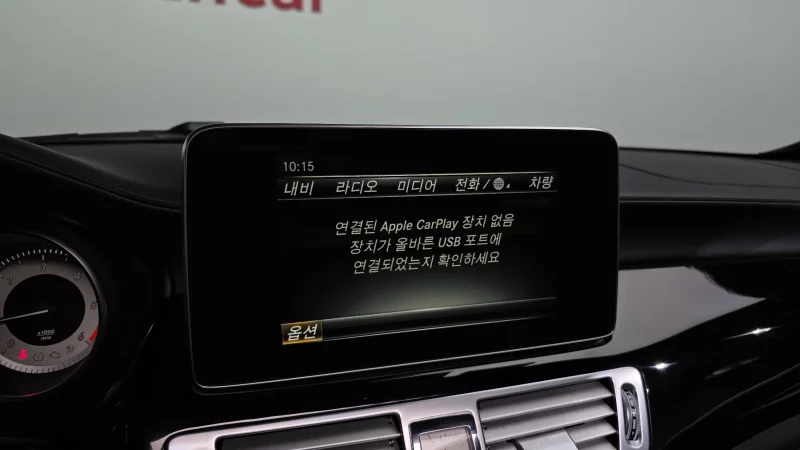 10:15
내비 라디오 미디어 전화 / 차량
연결된 Apple CarPlay 장치 없음
장치가 올바른 USB 포트에
연결되었는지 확인하세요
옵션
x1000
min